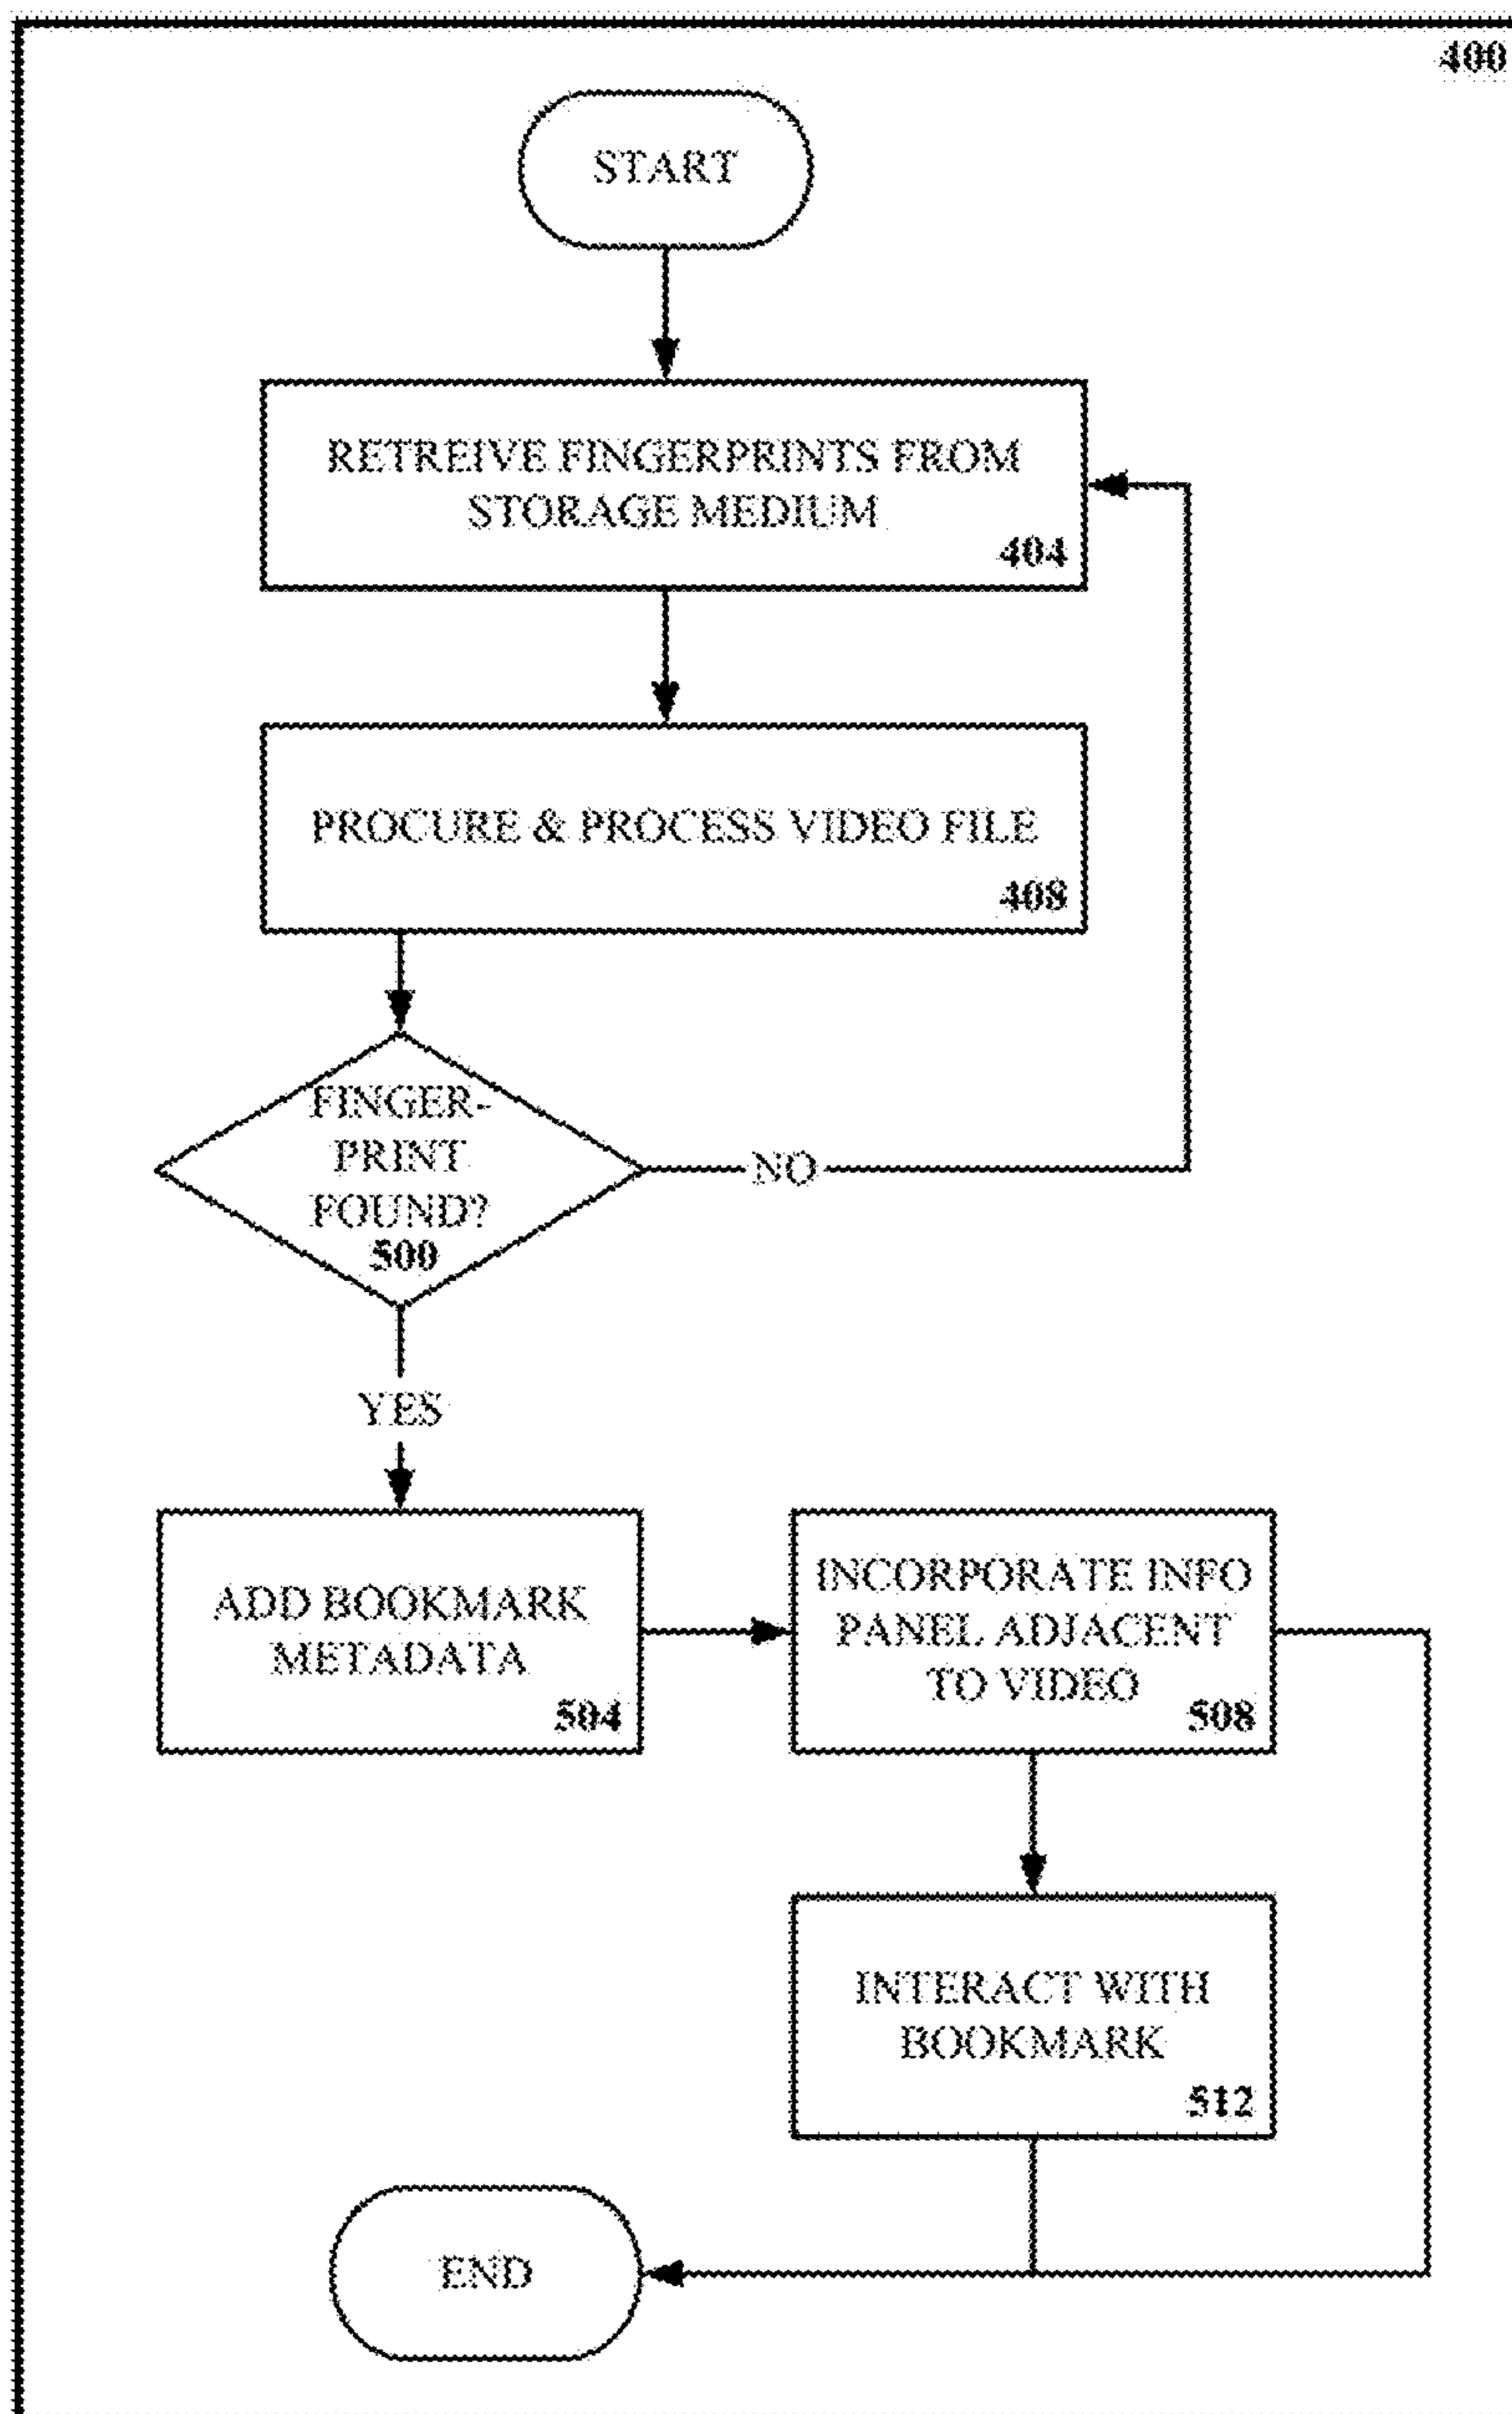 400
START
RETREIVE FINGERPRINTS FROM
STORAGE MEDIUM
404
PROCURE & PROCESS VIDEO FILE
408
FINGER-
PRINT
FOUND?
500
NO
YES
ADD BOOKMARK
METADATA
504
INCORPORATE INFO
PANEL ADJACENT
TO VIDEO
508
INTERACT WITH
BOOKMARK
512
END